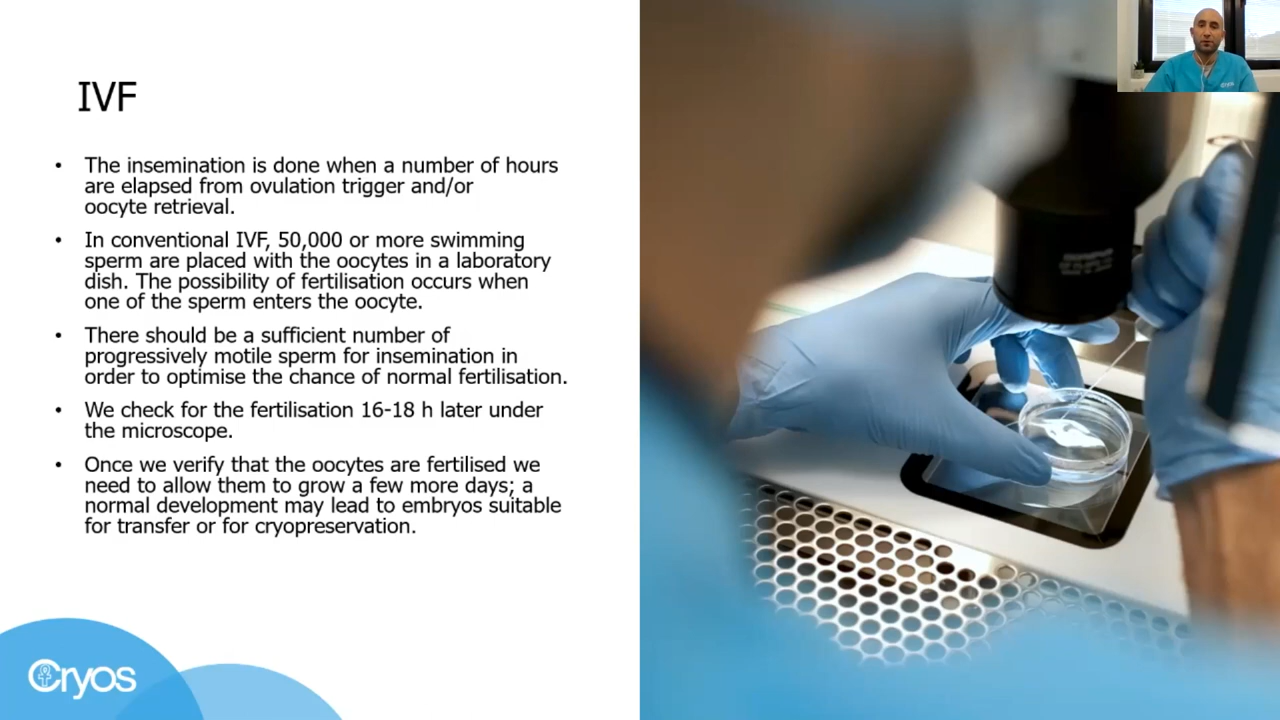 IVF
• The insemination is done when a number of hours
are elapsed from ovulation trigger and/or
oocyte retrieval.
• In conventional IVF, 50,000 or more swimming
sperm are placed with the oocytes in a laboratory
dish. The possibility of fertilisation occurs when
one of the sperm enters the oocyte.
• There should be a sufficient number of
progressively motile sperm for insemination in
order to optimise the chance of normal fertilisation.
• We check for the fertilisation 16-18 h later under
the microscope.
• Once we verify that the oocytes are fertilised we
need to allow them to grow a few more days; a
normal development may lead to embryos suitable
for transfer or for cryopreservation.
Cryos